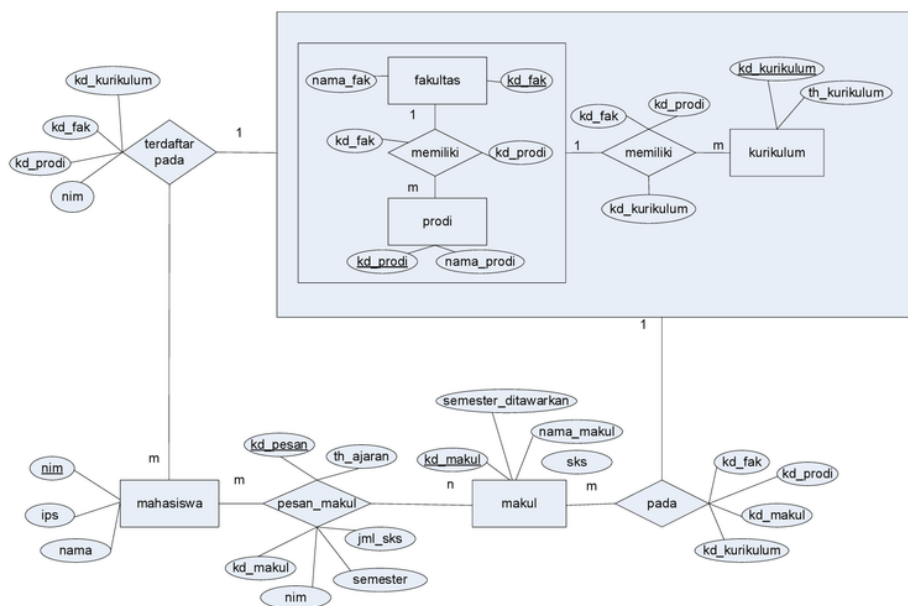 kd_kurikulum
kd_fak
kd_prodi
nim
terdaftar
pada
1
nama_fak
fakultas
kd_fak
1
kd_fak
memiliki
kd_prodi
m
prodi
kd_prodi
nama_prodi
1
kd_fak
kd_prodi
memiliki
kd_kurikulum
m
kd_kurikulum
th_kurikulum
kurikulum
1
m
nim
ips
nama
mahasiswa
m
kd_pesan
th_ajaran
pesan_makul
jml_sks
kd_makul
semester
nim
n
semester_ditawarkan
nama_makul
kd_makul
sks
makul
m
pada
kd_fak
kd_prodi
kd_makul
kd_kurikulum